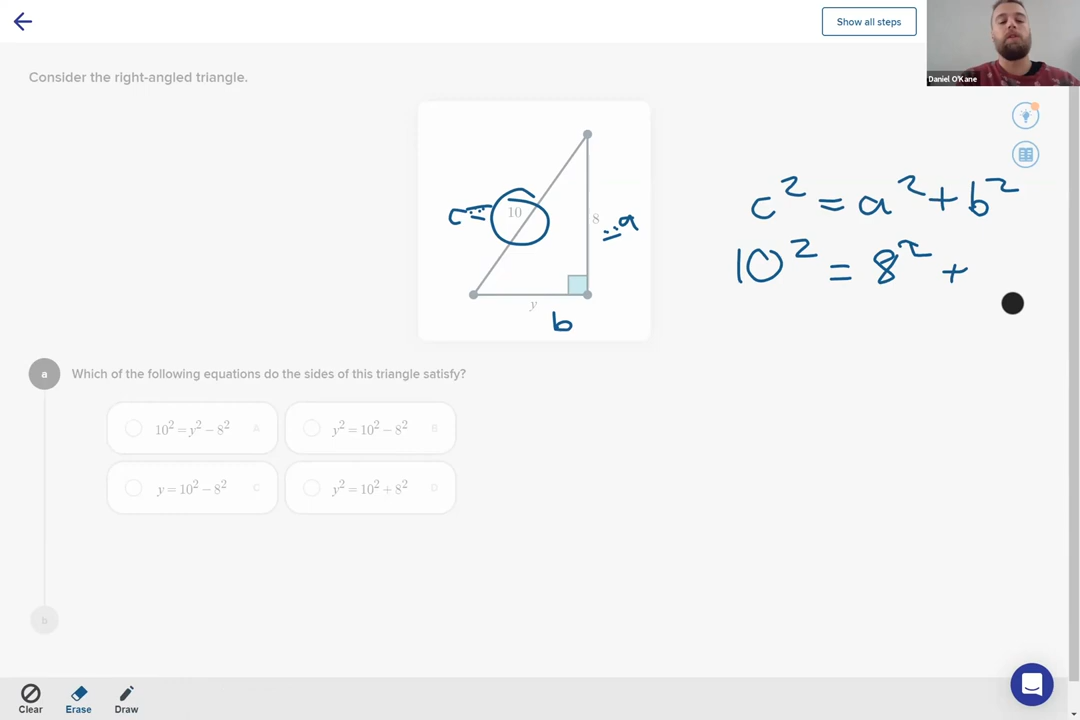 Show all steps
Daniel O'Kane
Consider the right-angled triangle.
c² = a² + b²
c = 10
8 = a
10² = 8² +
y
b
a Which of the following equations do the sides of this triangle satisfy?
10² = y² − 8² A
y² = 10² − 8² B
y = 10² − 8² C
y² = 10² + 8² D
b
Clear
Erase
Draw